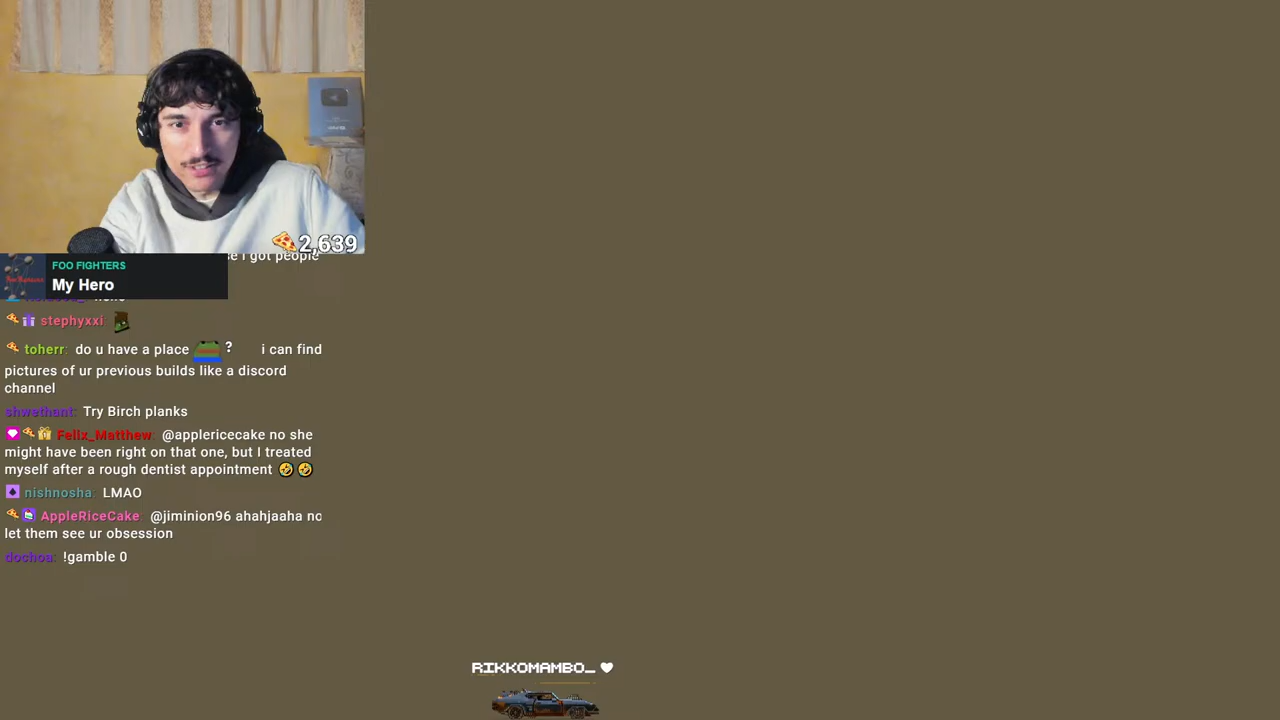 2,639
e i got people
FOO FIGHTERS
My Hero
stephyxxi:
toherr: do u have a place ? i can find
pictures of ur previous builds like a discord
channel
shwethant: Try Birch planks
Felix_Matthew: @applericecake no she
might have been right on that one, but I treated
myself after a rough dentist appointment
nishnosha: LMAO
AppleRiceCake: @jiminion96 ahahjaaha no
let them see ur obsession
dochoa: !gamble 0
RIKKOMAMBO_